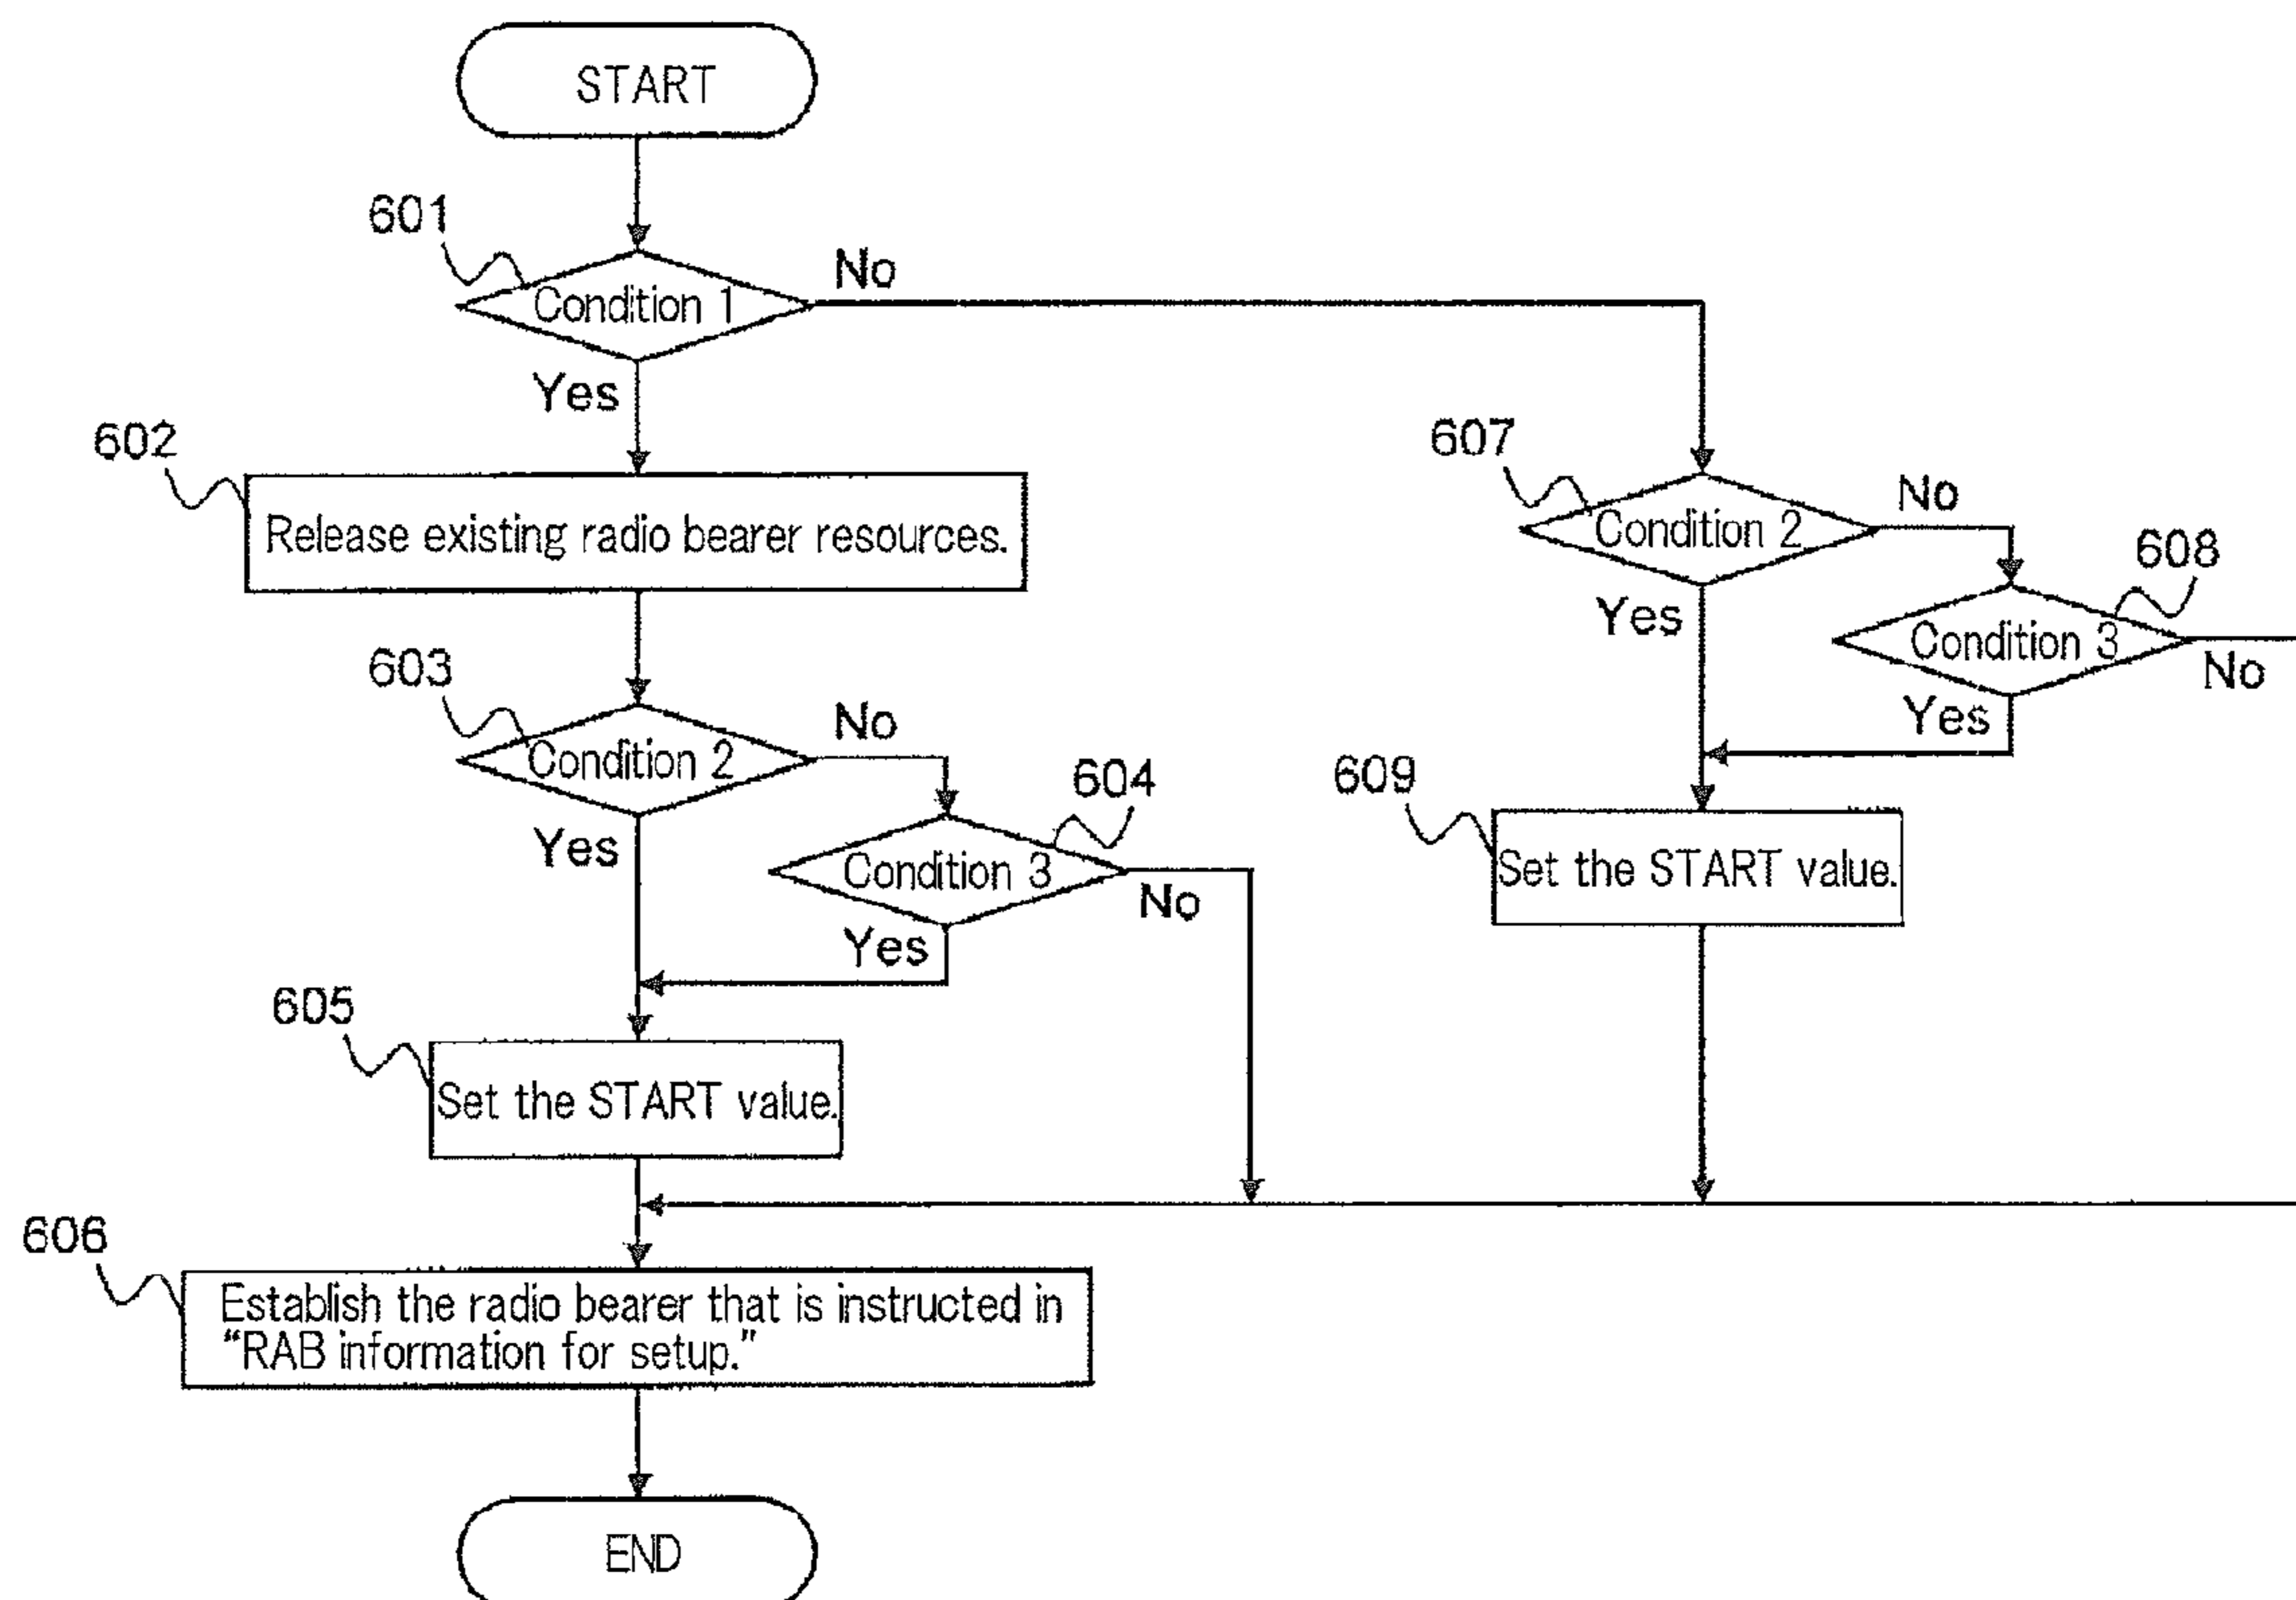 START
601
Condition 1
No
Yes
602
Release existing radio bearer resources.
607
Condition 2
No
Yes
608
Condition 3
No
Yes
603
Condition 2
No
Yes
604
Condition 3
No
Yes
609
Set the START value.
605
Set the START value.
606
Establish the radio bearer that is instructed in
“RAB information for setup.”
END